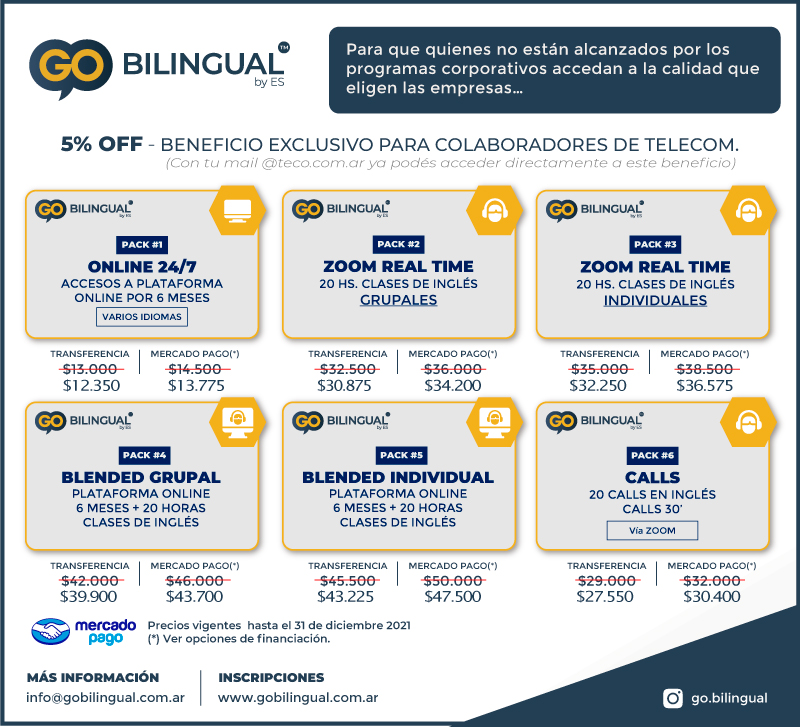 GO BILINGUAL™
by ES
Para que quienes no están alcanzados por los
programas corporativos accedan a la calidad que
eligen las empresas...
5% OFF - BENEFICIO EXCLUSIVO PARA COLABORADORES DE TELECOM.
(Con tu mail @teco.com.ar ya podés acceder directamente a este beneficio)
GO BILINGUAL
by ES
PACK #1
ONLINE 24/7
ACCESOS A PLATAFORMA
ONLINE POR 6 MESES
VARIOS IDIOMAS
TRANSFERENCIA
$13.000
$12.350
MERCADO PAGO(*)
$14.500
$13.775
GO BILINGUAL
by ES
PACK #2
ZOOM REAL TIME
20 HS. CLASES DE INGLÉS
GRUPALES
TRANSFERENCIA
$32.500
$30.875
MERCADO PAGO(*)
$36.000
$34.200
GO BILINGUAL
by ES
PACK #3
ZOOM REAL TIME
20 HS. CLASES DE INGLÉS
INDIVIDUALES
TRANSFERENCIA
$35.000
$32.250
MERCADO PAGO(*)
$38.500
$36.575
GO BILINGUAL
by ES
PACK #4
BLENDED GRUPAL
PLATAFORMA ONLINE
6 MESES + 20 HORAS
CLASES DE INGLÉS
TRANSFERENCIA
$42.000
$39.900
MERCADO PAGO(*)
$46.000
$43.700
GO BILINGUAL
by ES
PACK #5
BLENDED INDIVIDUAL
PLATAFORMA ONLINE
6 MESES + 20 HORAS
CLASES DE INGLÉS
TRANSFERENCIA
$45.500
$43.225
MERCADO PAGO(*)
$50.000
$47.500
GO BILINGUAL
by ES
PACK #6
CALLS
20 CALLS EN INGLÉS
CALLS 30'
Vía ZOOM
TRANSFERENCIA
$29.000
$27.550
MERCADO PAGO(*)
$32.000
$30.400
mercado
pago
Precios vigentes hasta el 31 de diciembre 2021
(*) Ver opciones de financiación.
MÁS INFORMACIÓN
info@gobilingual.com.ar
INSCRIPCIONES
www.gobilingual.com.ar
go.bilingual